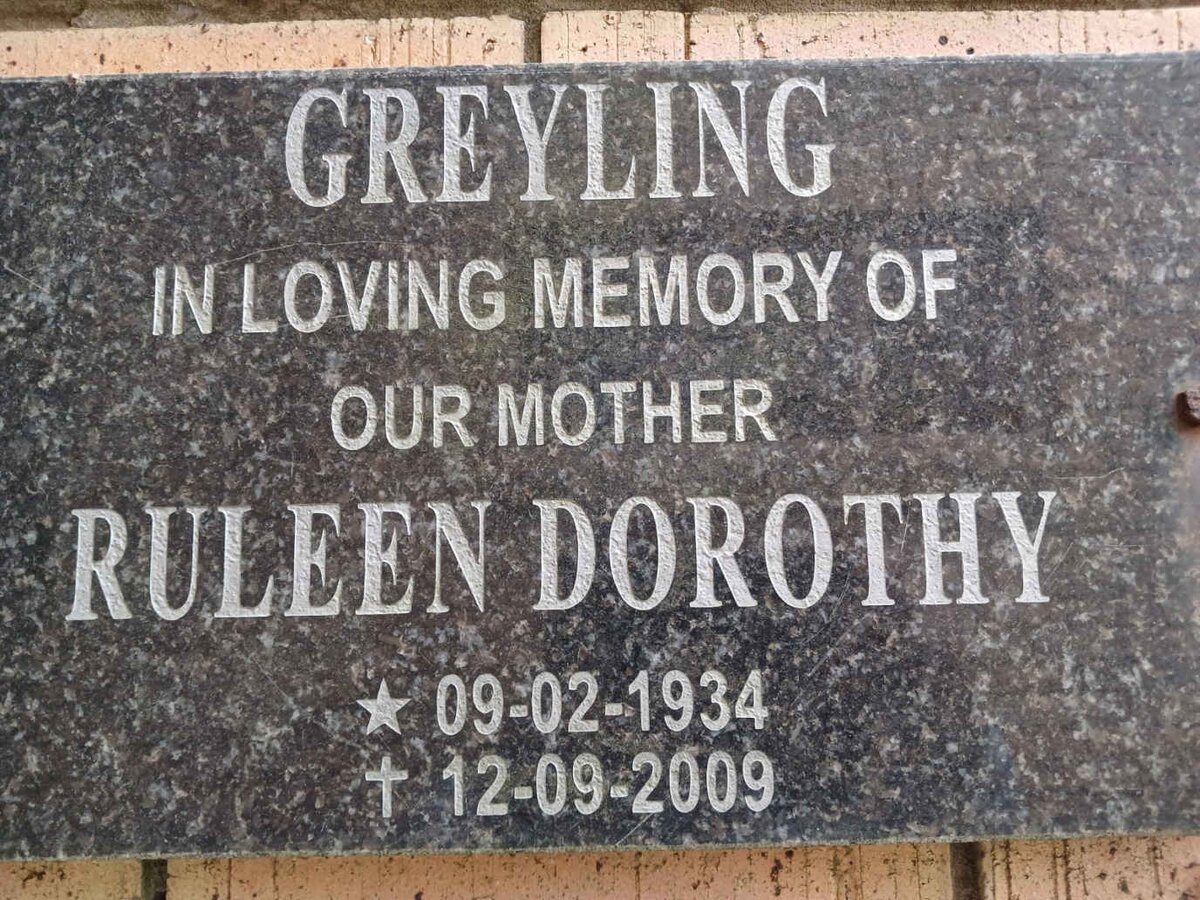 GREYLING
IN LOVING MEMORY OF
OUR MOTHER
RULEEN DOROTHY
★ 09-02-1934
✝ 12-09-2009